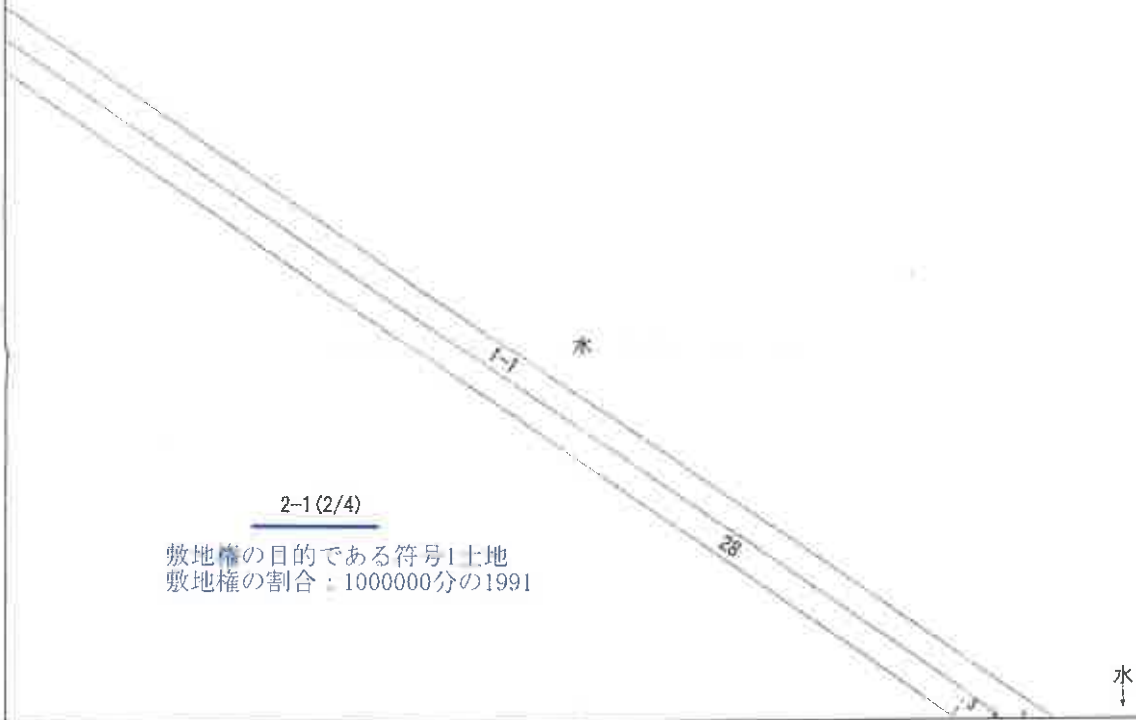 水
1-1
2-1(2/4)
28
敷地権の目的である符号1土地
敷地権の割合：1000000分の1991
水